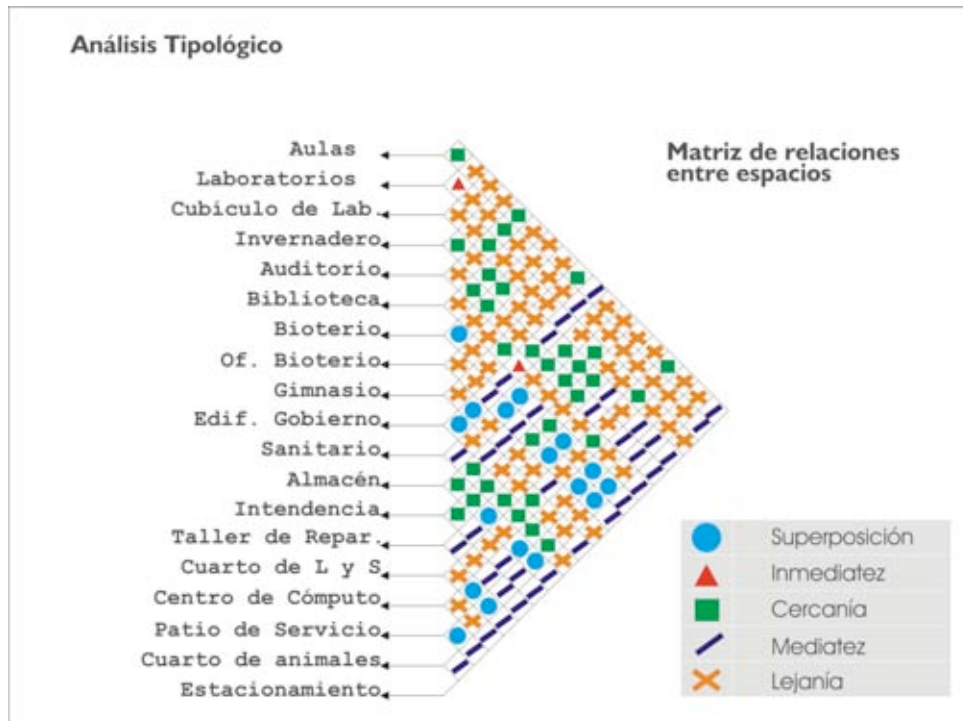 Análisis Tipológico
Matriz de relaciones
entre espacios
Aulas
Laboratorios
Cubículo de Lab.
Invernadero
Auditorio
Biblioteca
Bioterio
Of. Bioterio
Gimnasio
Edif. Gobierno
Sanitario
Almacén
Intendencia
Taller de Repar.
Cuarto de L y S
Centro de Cómputo
Patio de Servicio
Cuarto de animales
Estacionamiento
Superposición
Inmediatez
Cercanía
Mediatez
Lejanía